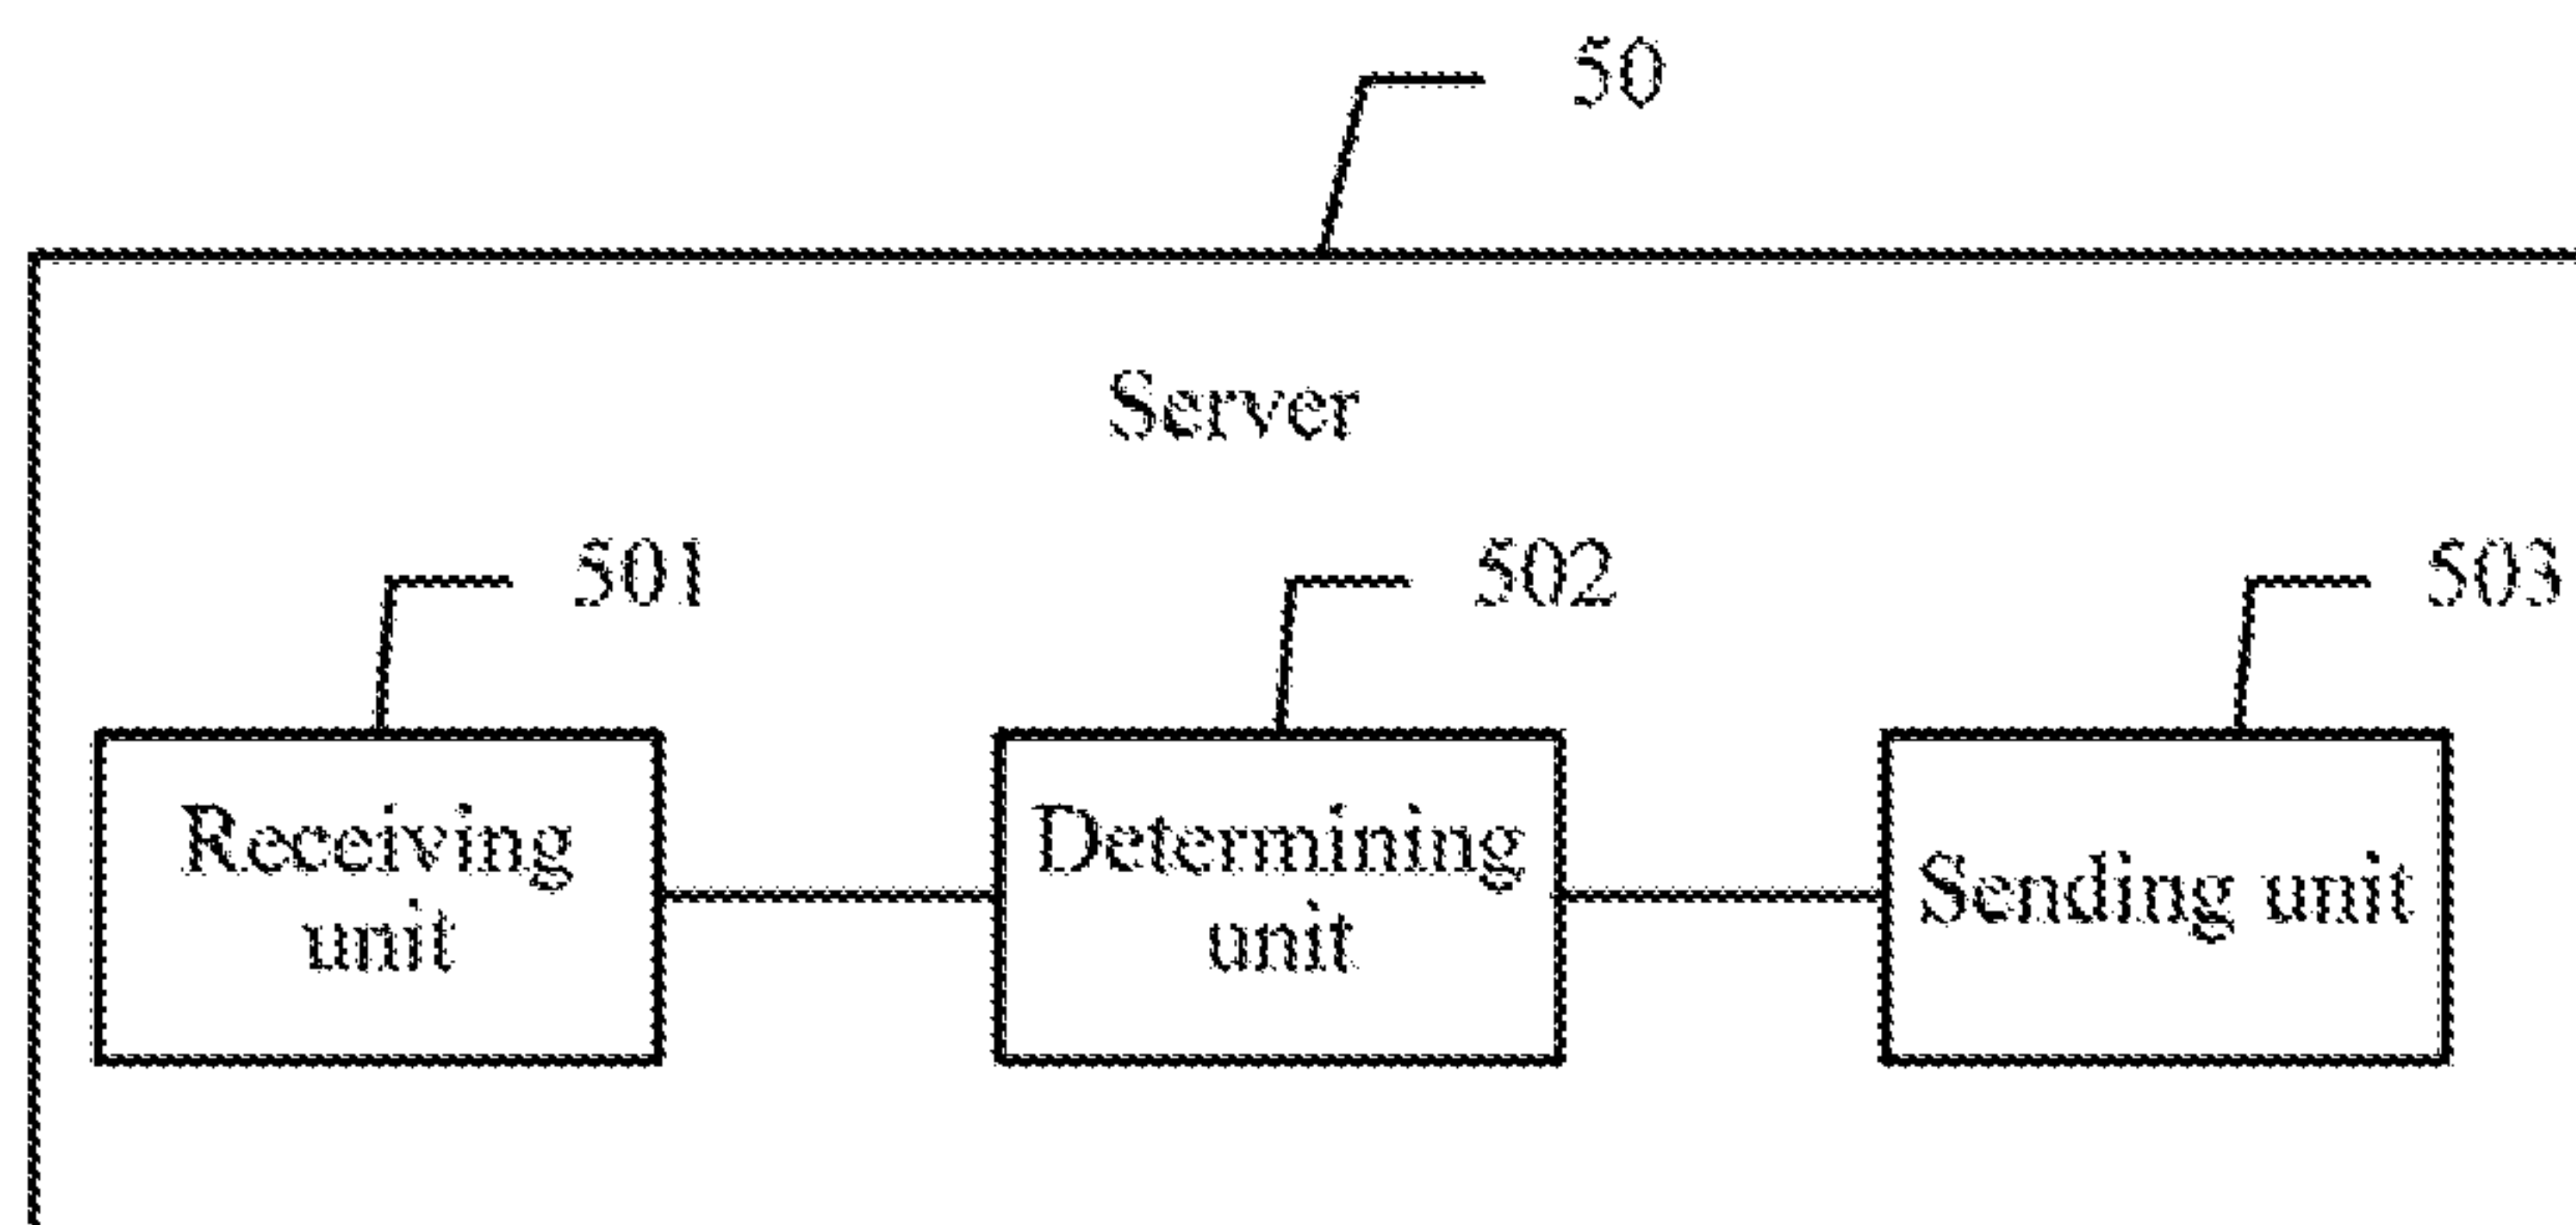 50
Server
501
502
503
Receiving
unit
Determining
unit
Sending unit